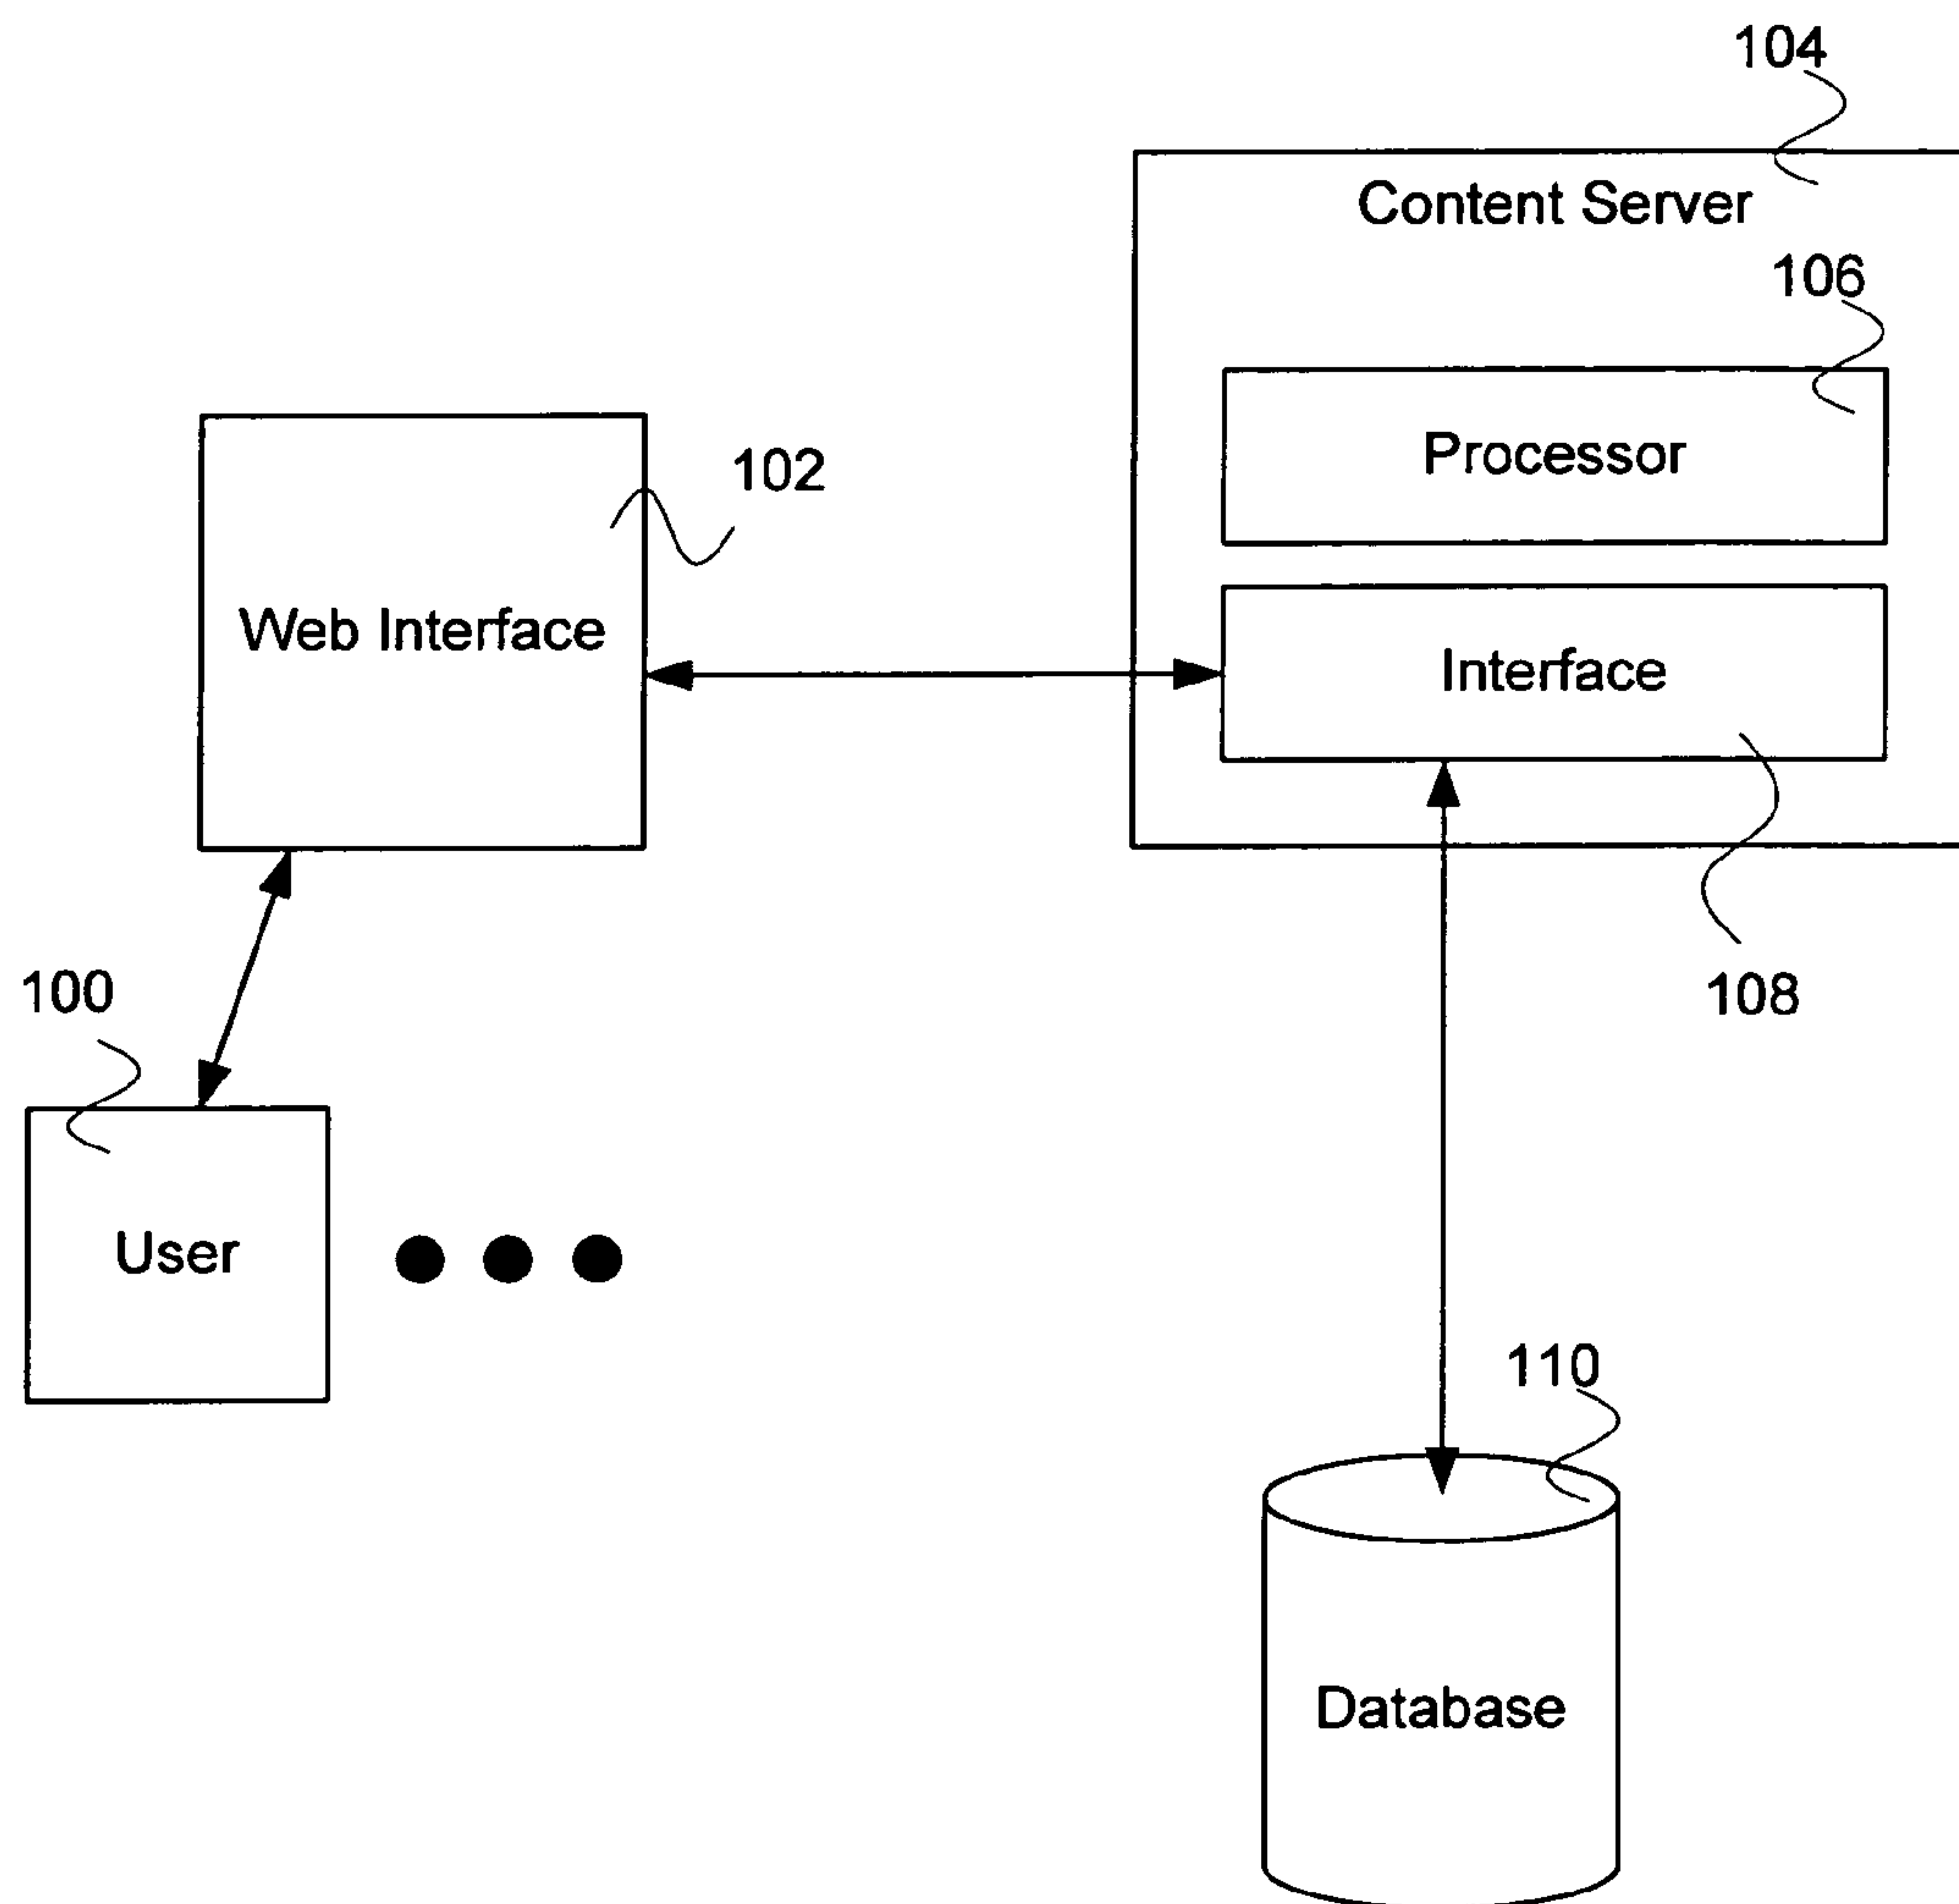 104
Content Server
106
Processor
102
Web Interface
Interface
100
108
User
110
Database